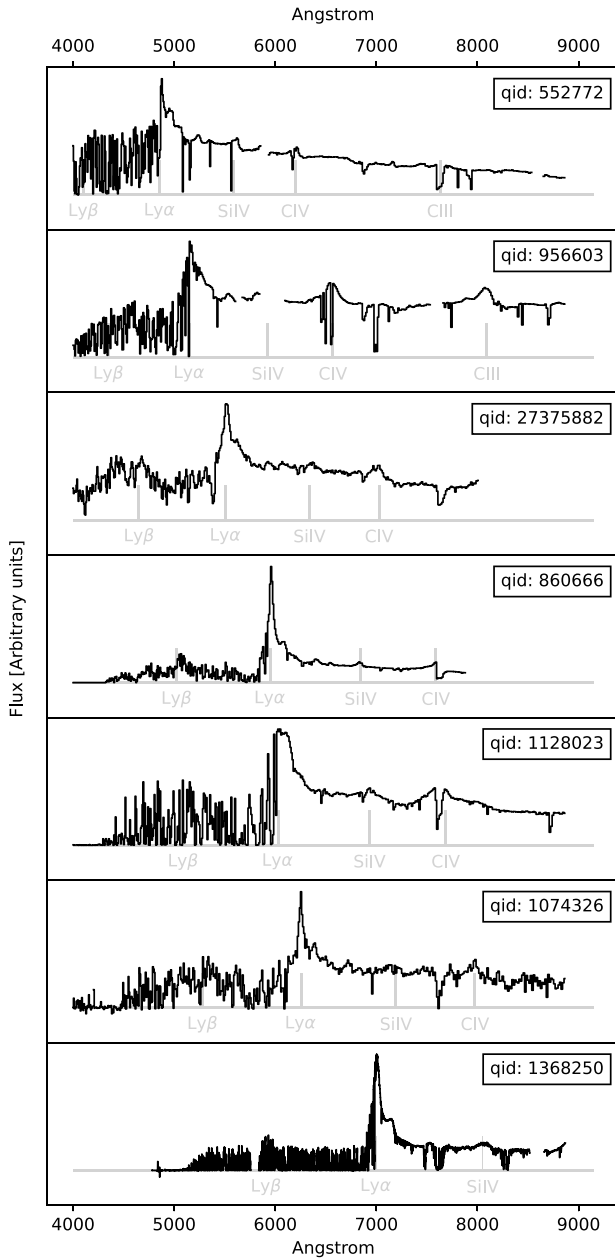 Angstrom
4000 5000 6000 7000 8000 9000
qid: 552772
Lyβ Lyα SiIV CIV CIII
qid: 956603
Lyβ Lyα SiIV CIV CIII
qid: 27375882
Lyβ Lyα SiIV CIV
Flux [Arbitrary units]
qid: 860666
Lyβ Lyα SiIV CIV
qid: 1128023
Lyβ Lyα SiIV CIV
qid: 1074326
Lyβ Lyα SiIV CIV
qid: 1368250
Lyβ Lyα SiIV
4000 5000 6000 7000 8000 9000
Angstrom